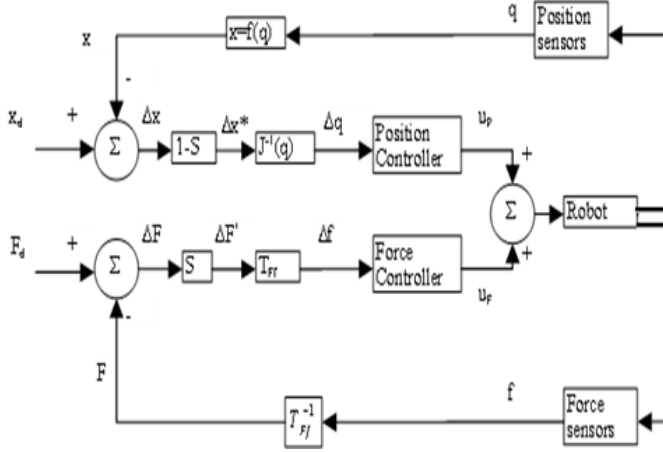 x
x=f(q)
q
Position
sensors
-
x_d
+
Σ
Δx
1-S
Δx*
J⁻¹(q)
Δq
Position
Controller
u_P
+
Σ
Robot
F_d
+
Σ
ΔF
S
ΔF'
T_Ff
Δf
Force
Controller
u_F
+
-
F
T_Ff⁻¹
f
Force
sensors